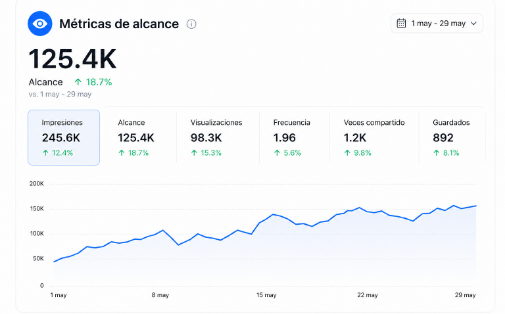 Métricas de alcance
1 may - 29 may
125.4K
Alcance ↑ 18.7%
vs. 1 may - 29 may
Impresiones
245.6K
↑ 12.4%
Alcance
125.4K
↑ 18.7%
Visualizaciones
98.3K
↑ 15.3%
Frecuencia
1.96
↑ 5.6%
Veces compartido
1.2K
↑ 9.8%
Guardados
892
↑ 8.1%
200K
150K
100K
50K
0
1 may 8 may 15 may 22 may 29 may